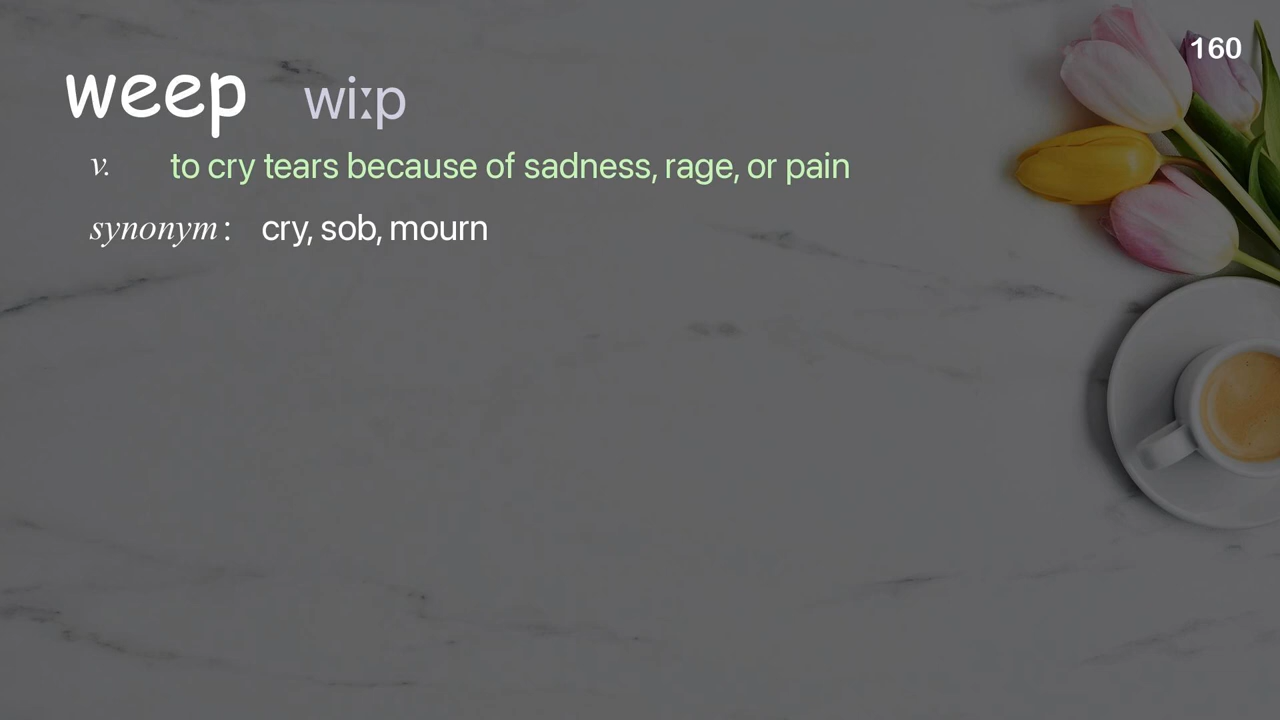 160
weep wiːp
v. to cry tears because of sadness, rage, or pain
synonym : cry, sob, mourn